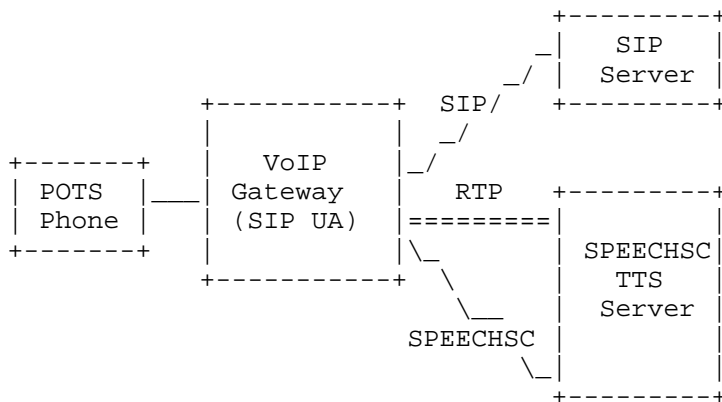 SIP
Server
SIP
VoIP
POTS Gateway RTP
Phone (SIP UA)
SPEECHSC
TTS
Server
SPEECHSC